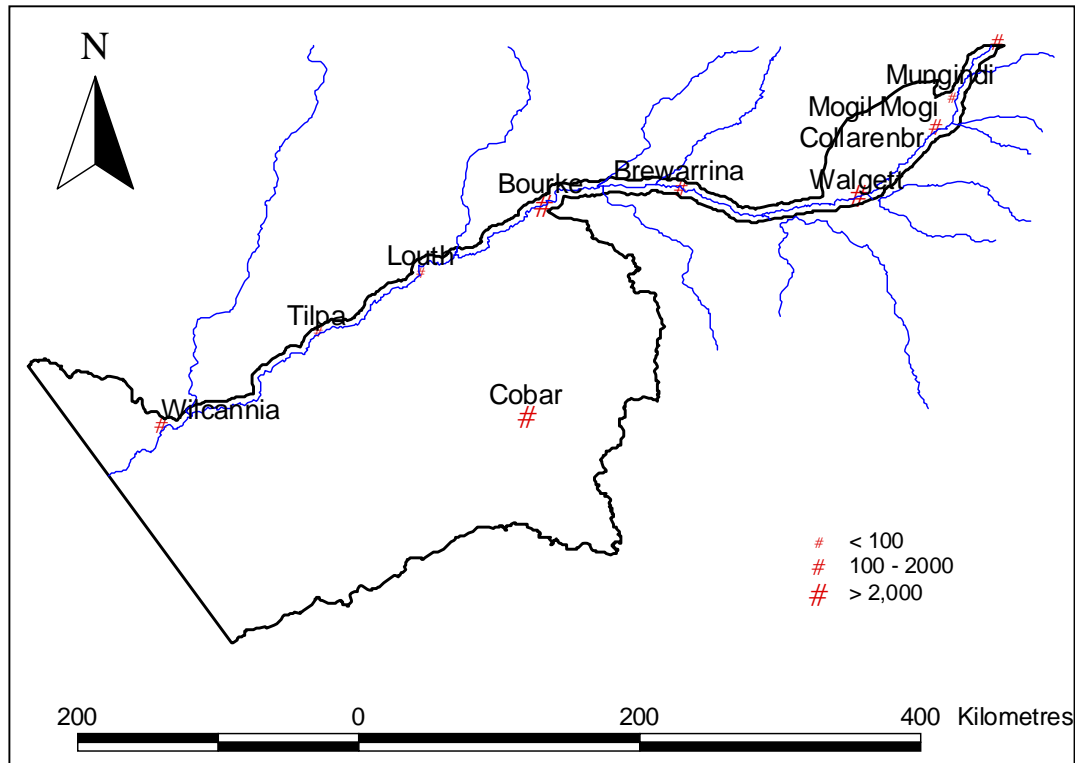 N
Mungindi
Mogil Mogi
Collarenbr
Brewarrina
Walgett
Bourke
Louth
Tilpa
Cobar
Wilcannia
# < 100
# 100 - 2000
# > 2,000
200 0 200 400 Kilometres